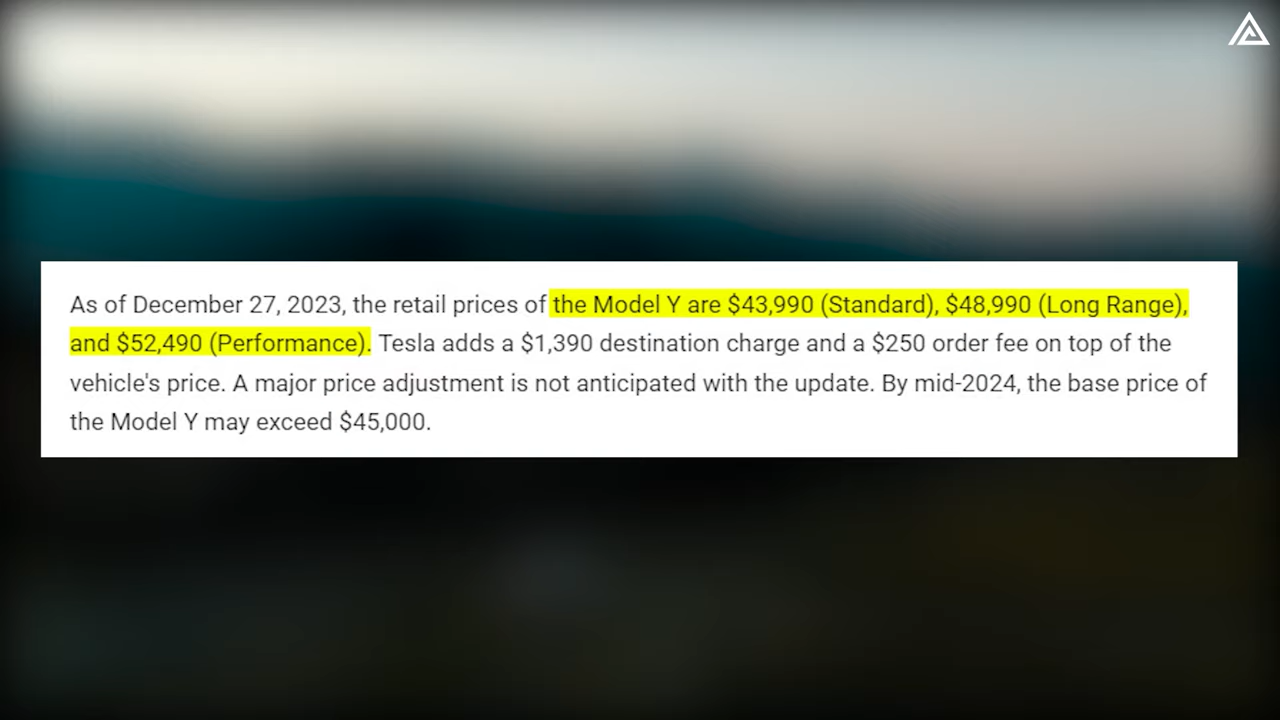 As of December 27, 2023, the retail prices of the Model Y are $43,990 (Standard), $48,990 (Long Range),
and $52,490 (Performance). Tesla adds a $1,390 destination charge and a $250 order fee on top of the
vehicle's price. A major price adjustment is not anticipated with the update. By mid-2024, the base price of
the Model Y may exceed $45,000.